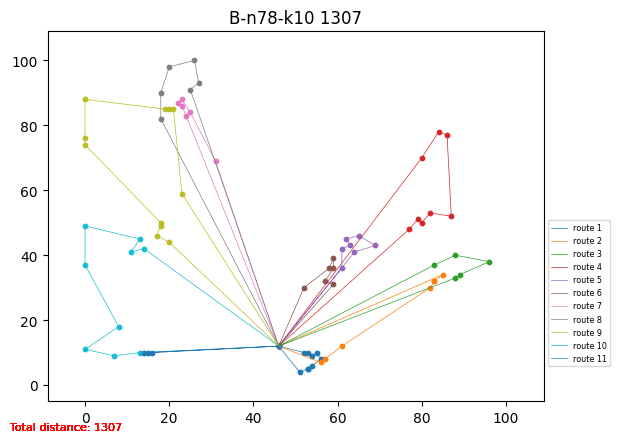 B-n78-k10 1307
100
80
60
40
20
0
0
20
40
60
80
100
route 1
route 2
route 3
route 4
route 5
route 6
route 7
route 8
route 9
route 10
route 11
Total distance: 1307